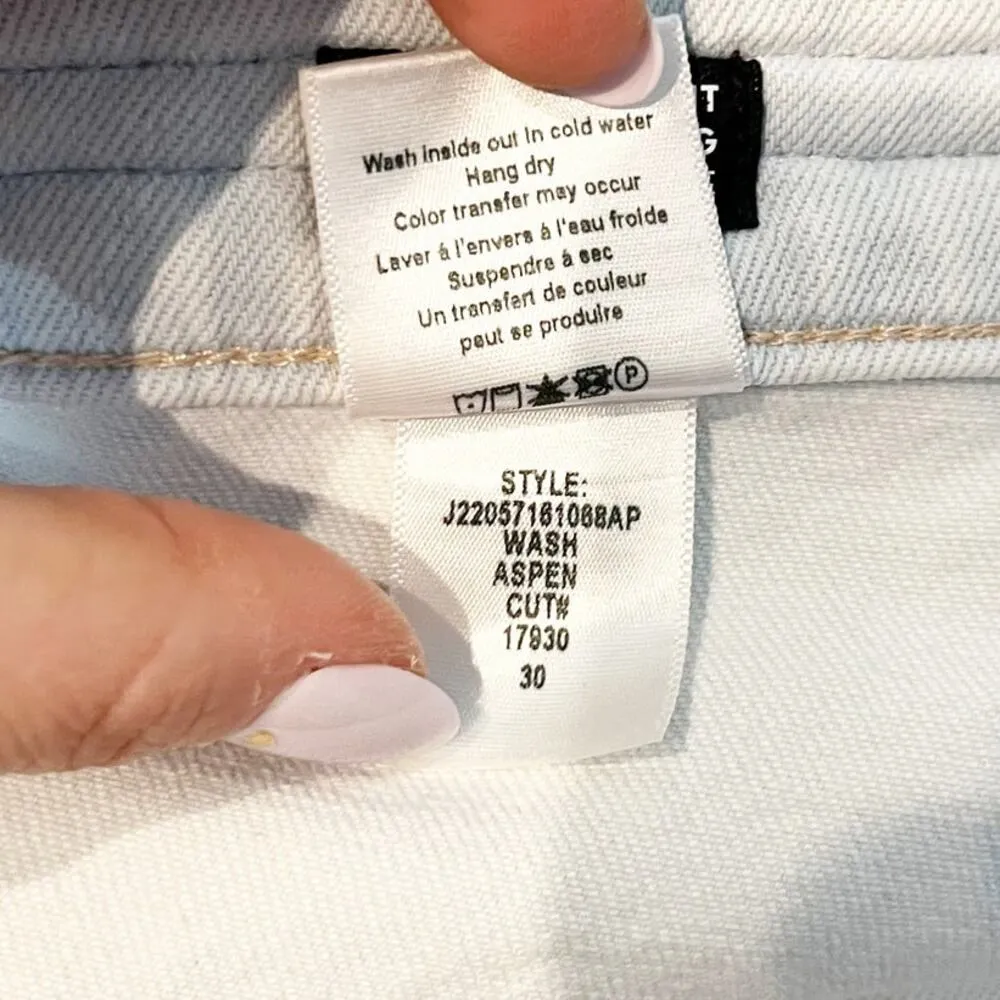 Wash inside out in cold water
Hang dry
Color transfer may occur
Laver á l'envers á l'eau froide
Suspendre á sec
Un transfert de couleur
peut se produire
P
T
G
STYLE:
J22057161068AP
WASH
ASPEN
CUT#
17930
30